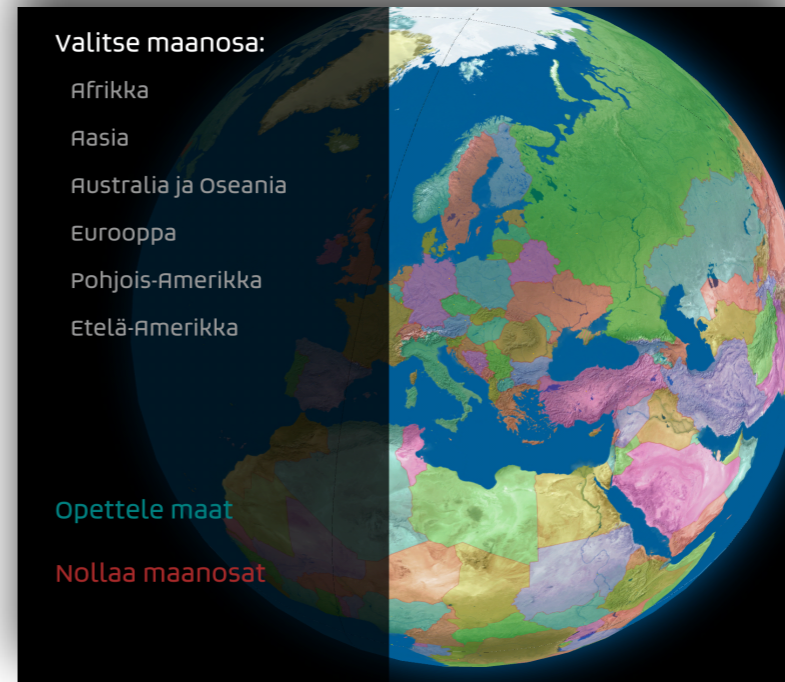 Valitse maanosa:
Afrikka
Aasia
Australia ja Oseania
Eurooppa
Pohjois-Amerikka
Etelä-Amerikka
Opettele maat
Nollaa maanosat